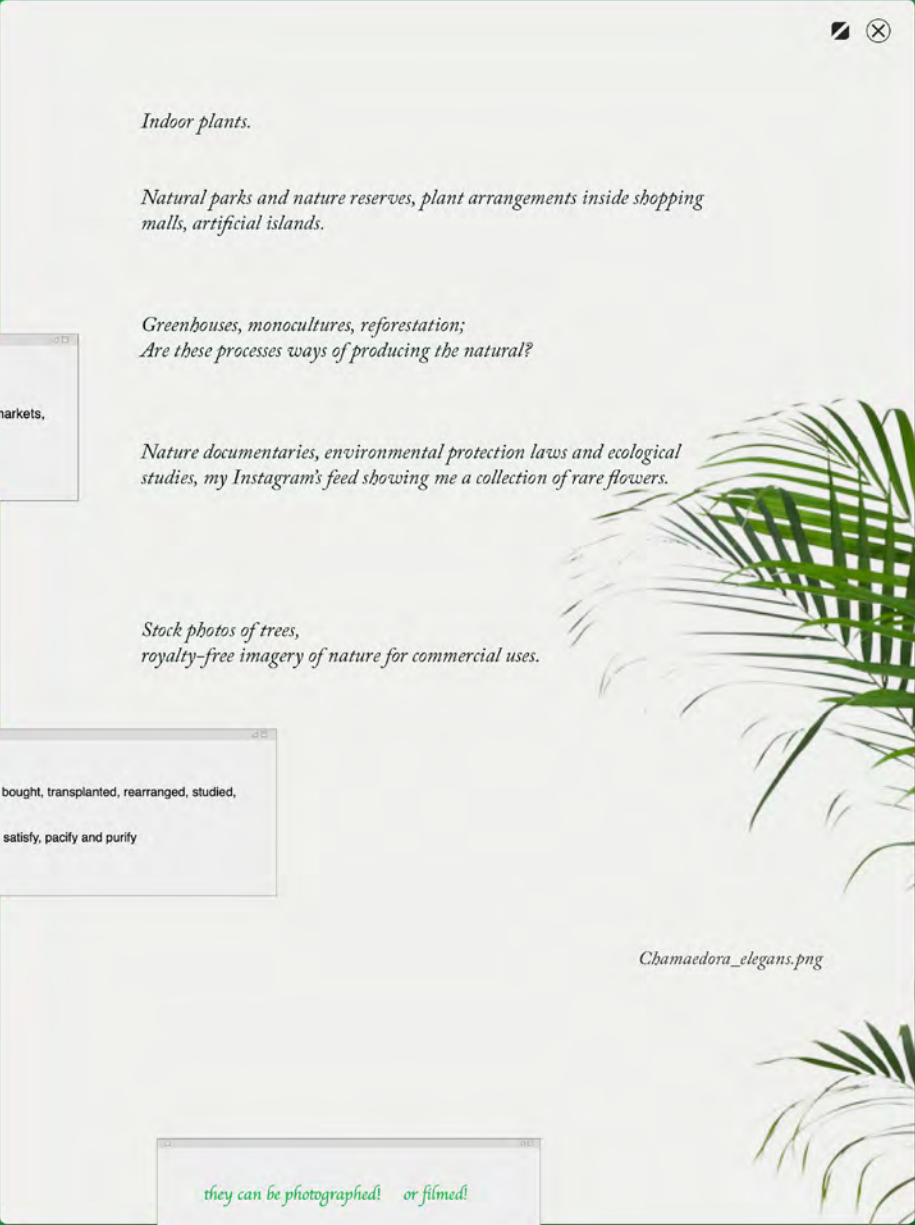 Indoor plants.
Natural parks and nature reserves, plant arrangements inside shopping
malls, artificial islands.
Greenhouses, monocultures, reforestation;
Are these processes ways of producing the natural?
narkets,
Nature documentaries, environmental protection laws and ecological
studies, my Instagram's feed showing me a collection of rare flowers.
Stock photos of trees,
royalty-free imagery of nature for commercial uses.
bought, transplanted, rearranged, studied,
satisfy, pacify and purify
Chamaedora_elegans.png
they can be photographed! or filmed!